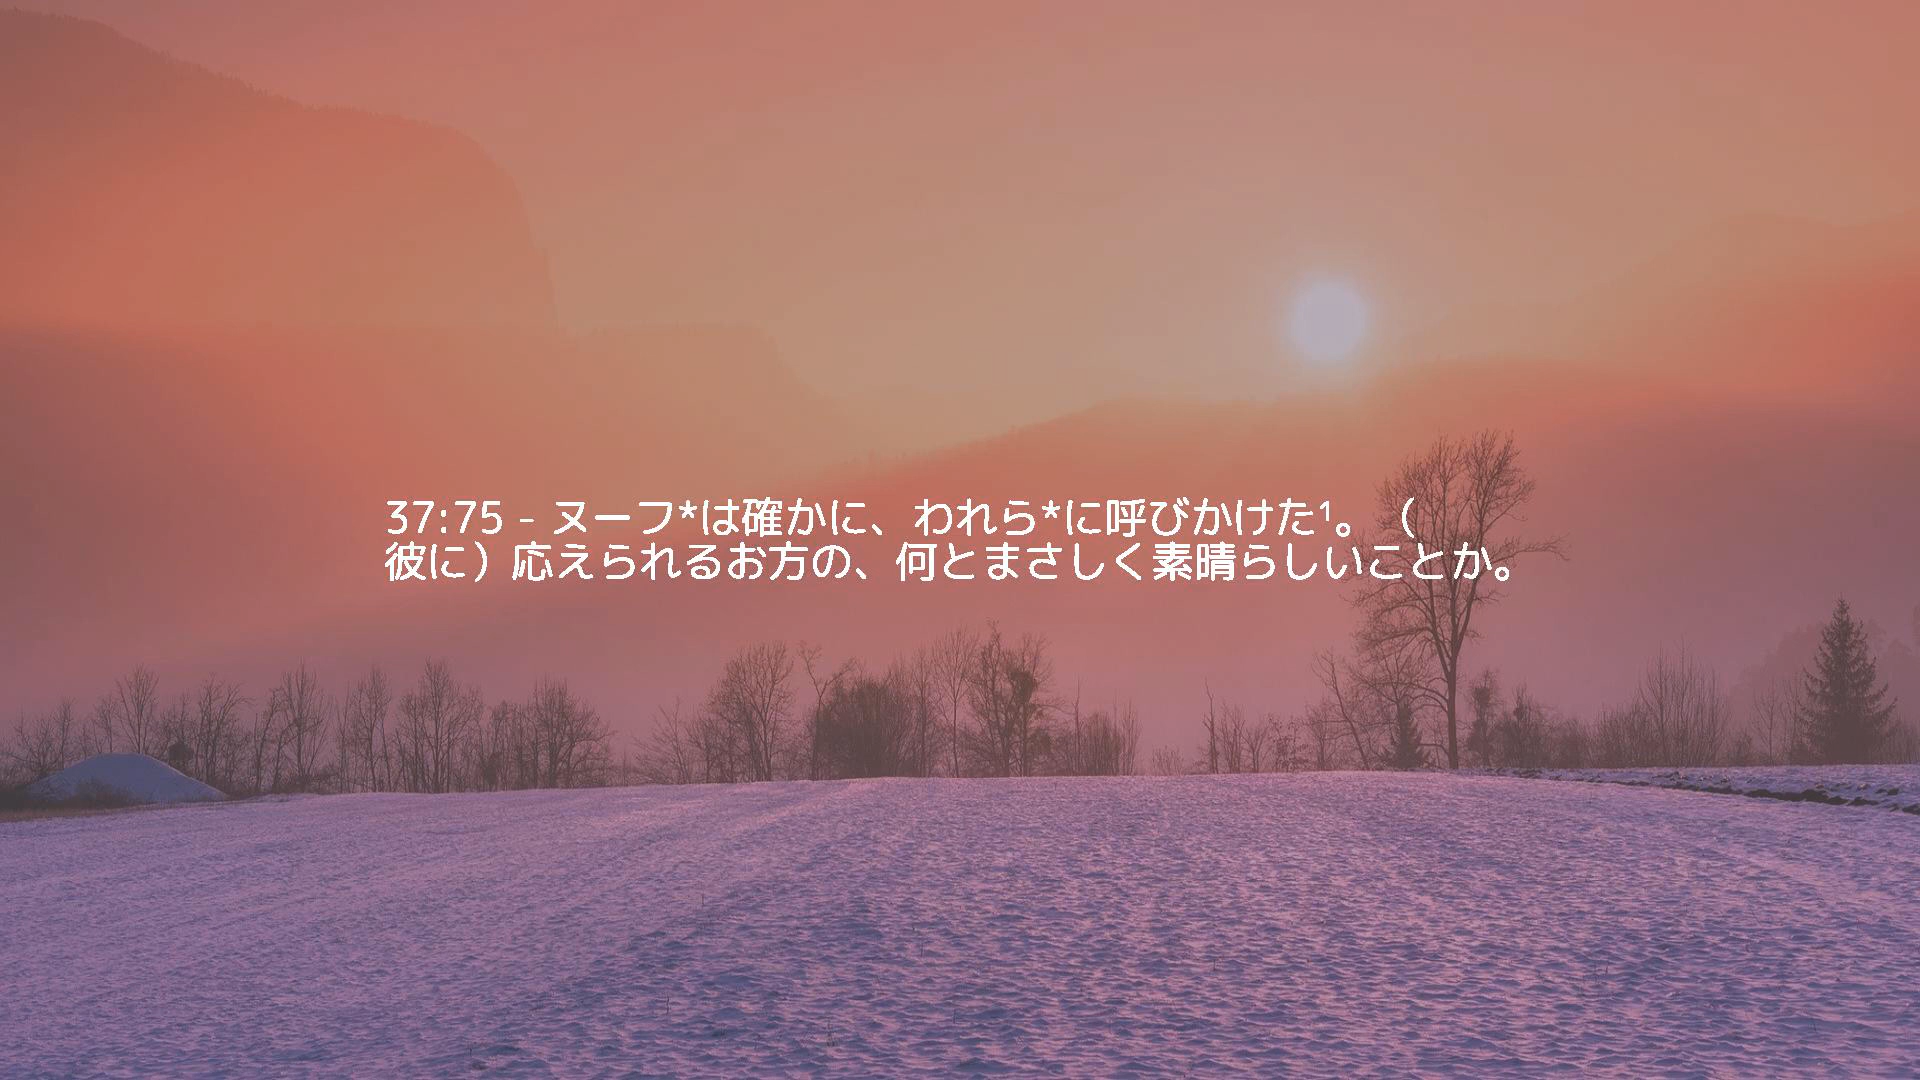 37:75 - ヌーフ*は確かに、われら*に呼びかけた¹。（
彼に）応えられるお方の、何とまさしく素晴らしいことか。